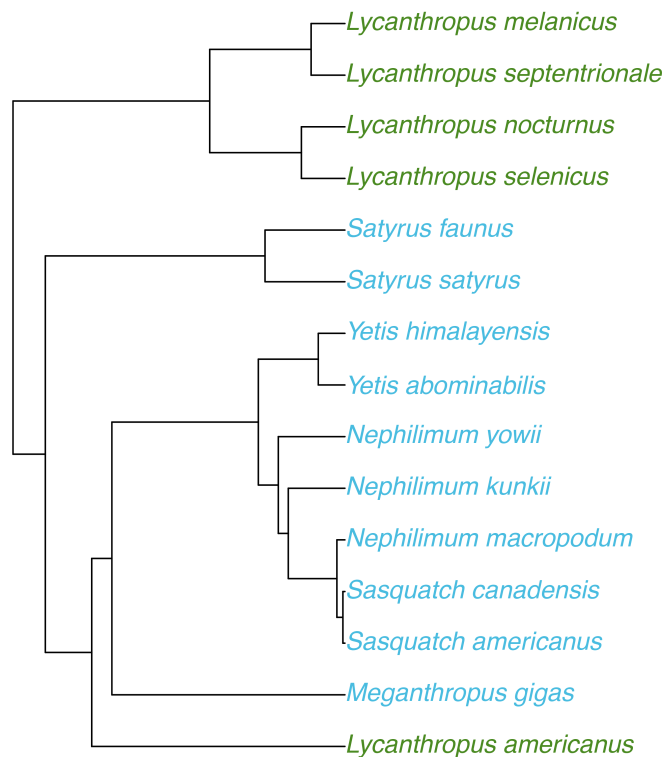 Lycanthropus melanicus
Lycanthropus septentrionale
Lycanthropus nocturnus
Lycanthropus selenicus
Satyrus faunus
Satyrus satyrus
Yetis himalayensis
Yetis abominabilis
Nephilimum yowii
Nephilimum kunkii
Nephilimum macropodum
Sasquatch canadensis
Sasquatch americanus
Meganthropus gigas
Lycanthropus americanus